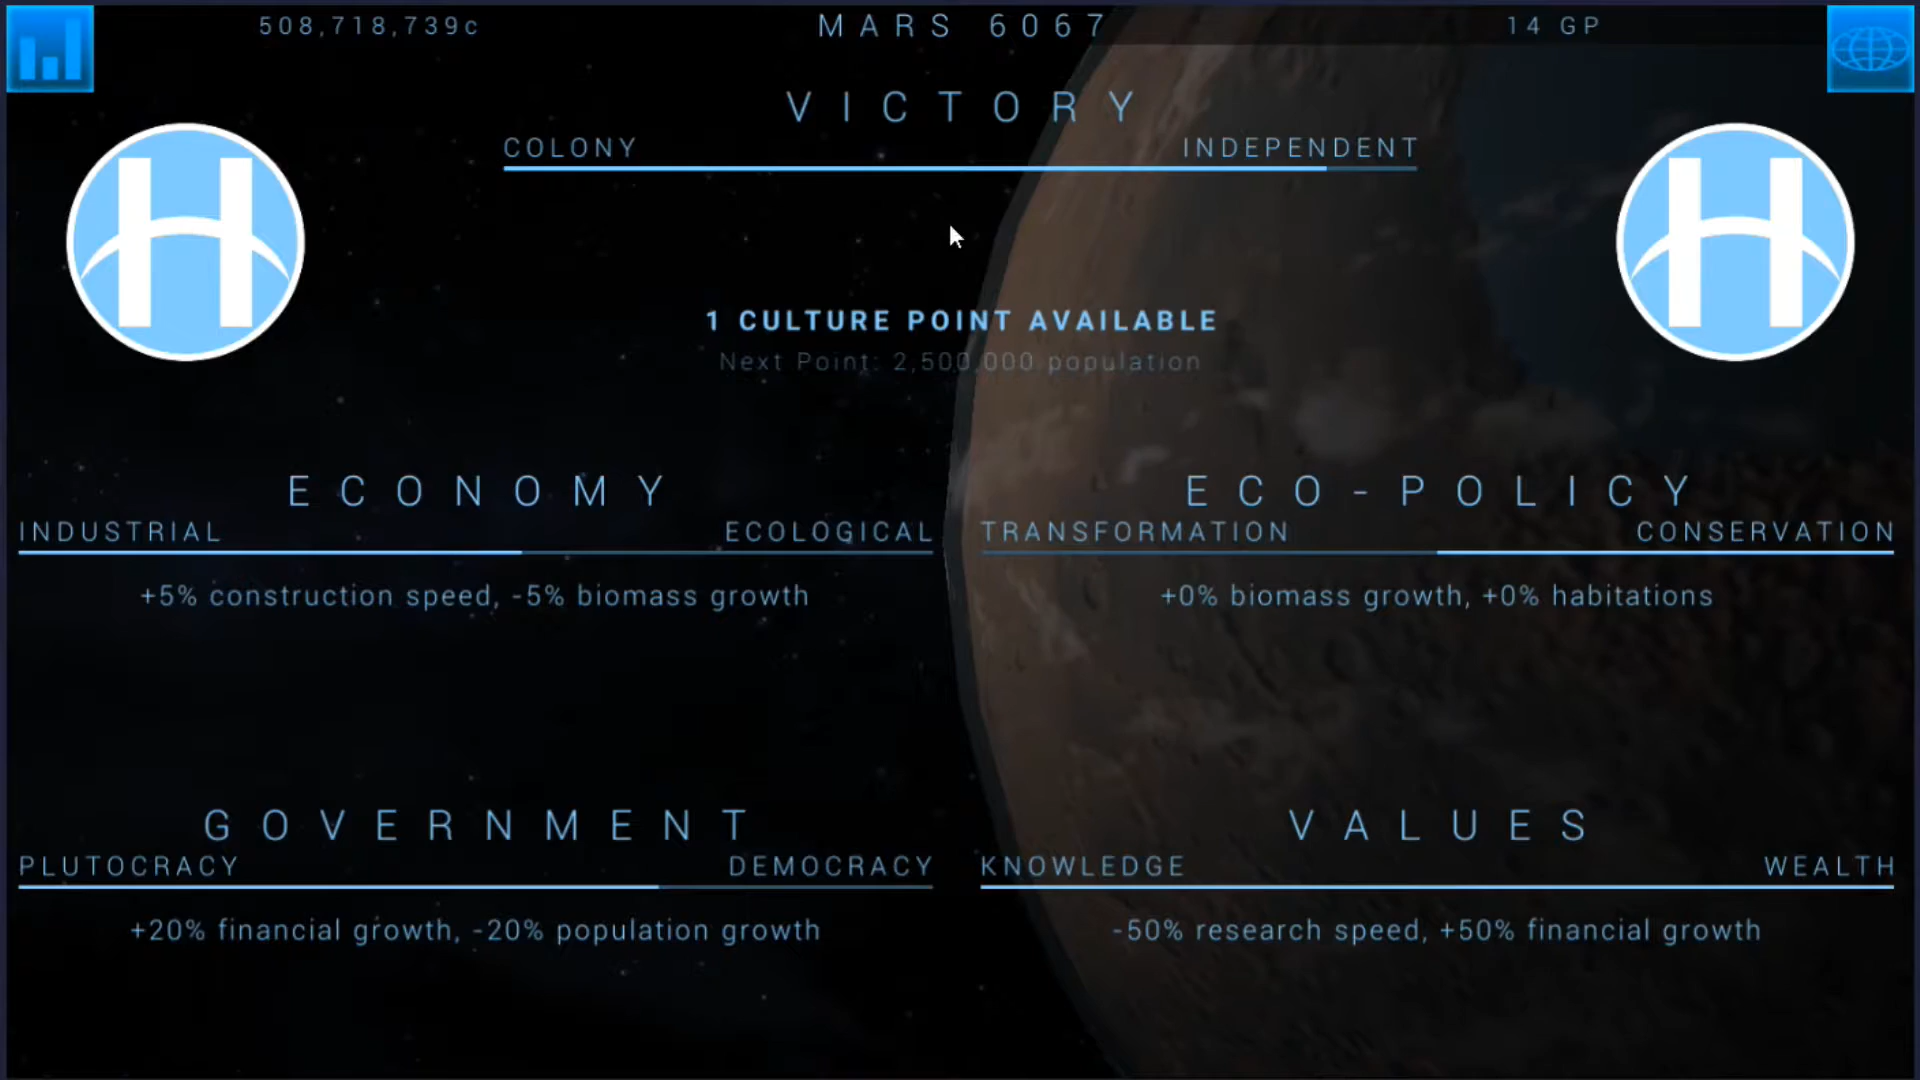 508,718,739c
MARS 6067
14 GP
VICTORY
COLONY
INDEPENDENT
H
H
1 CULTURE POINT AVAILABLE
Next Point: 2,500,000 population
ECONOMY
INDUSTRIAL
ECOLOGICAL
+5% construction speed, -5% biomass growth
ECO-POLICY
TRANSFORMATION
CONSERVATION
+0% biomass growth, +0% habitations
GOVERNMENT
PLUTOCRACY
DEMOCRACY
+20% financial growth, -20% population growth
VALUES
KNOWLEDGE
WEALTH
-50% research speed, +50% financial growth